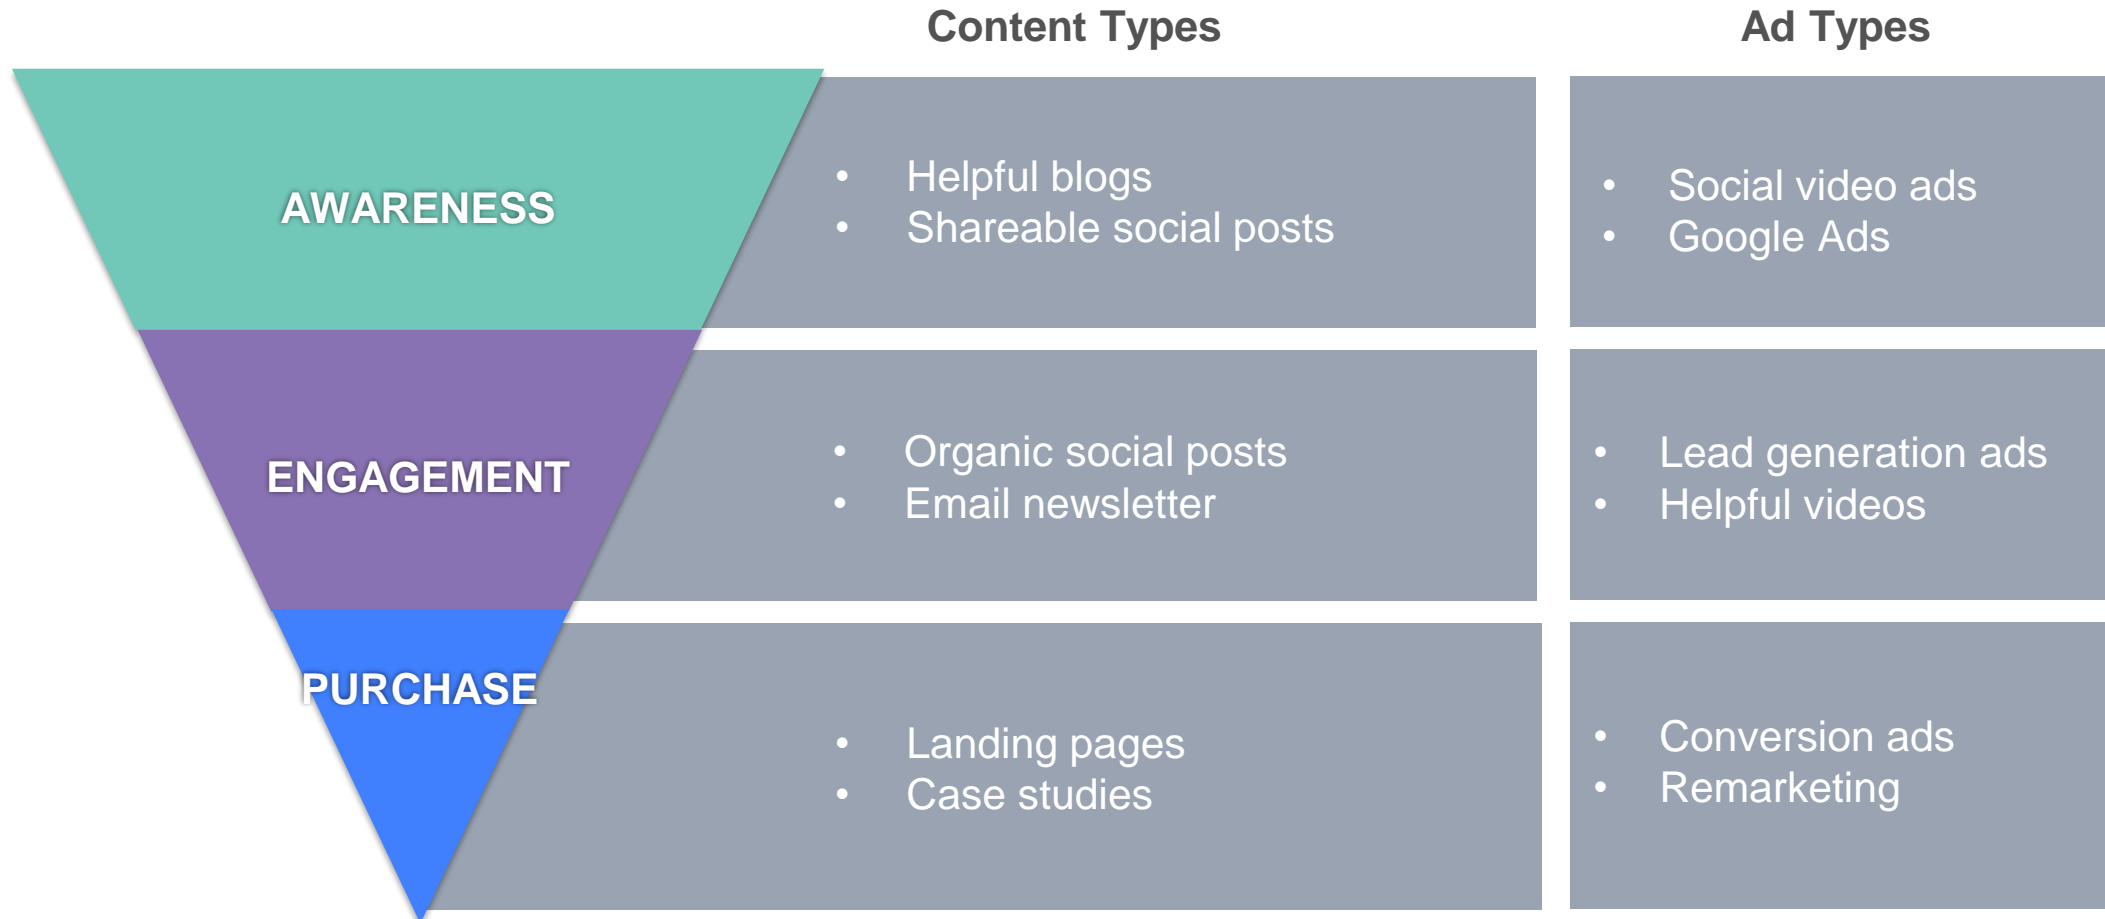 Content Types
Ad Types
AWARENESS
• Helpful blogs
• Shareable social posts
• Social video ads
• Google Ads
ENGAGEMENT
• Organic social posts
• Email newsletter
• Lead generation ads
• Helpful videos
PURCHASE
• Landing pages
• Case studies
• Conversion ads
• Remarketing